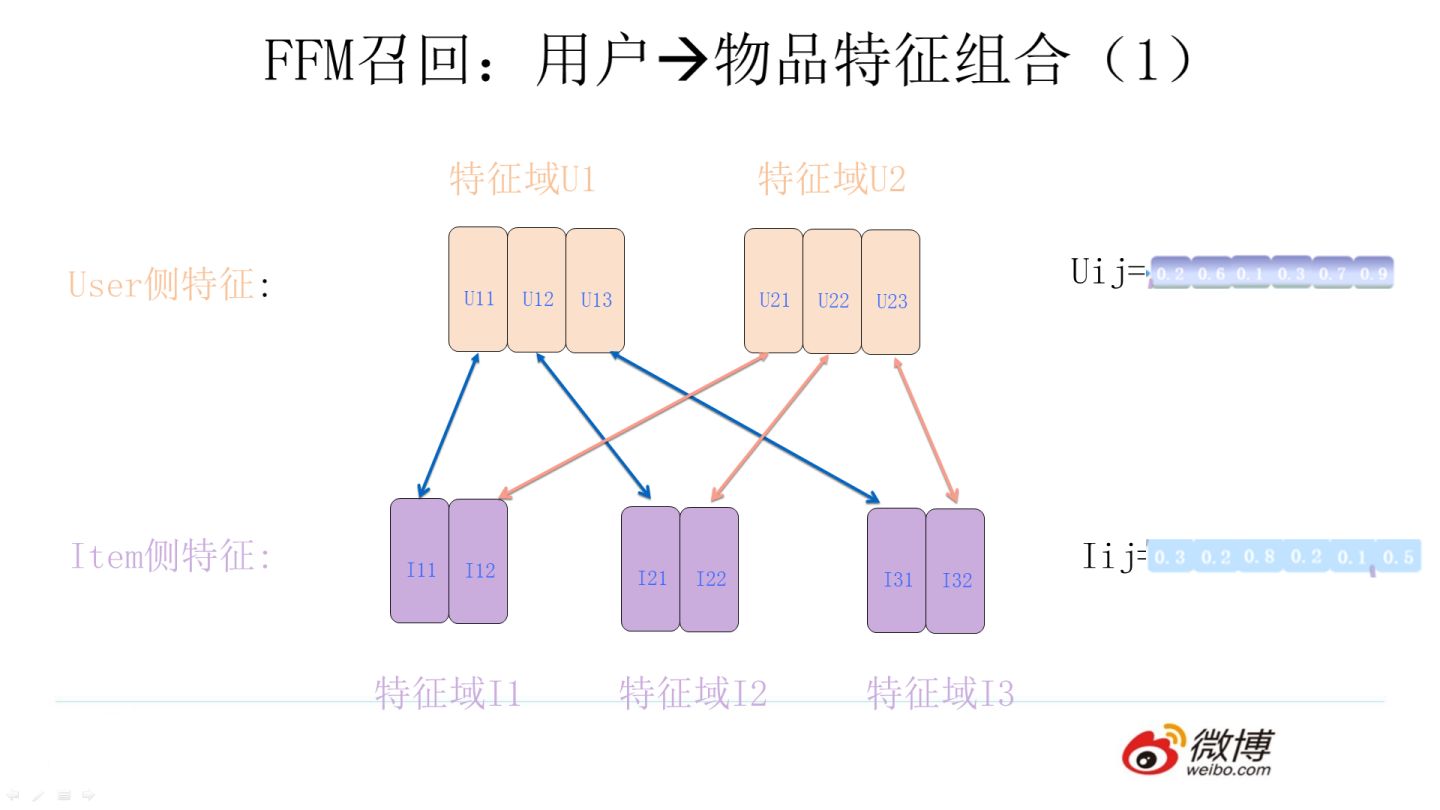 FFM召回：用户→物品特征组合（1）
特征域U1 特征域U2
User侧特征:
U11 U12 U13 U21 U22 U23
Uij= 0.2 0.6 0.1 0.3 0.7 0.9
Item侧特征:
I11 I12 I21 I22 I31 I32
Iij= 0.3 0.2 0.8 0.2 0.1 0.5
特征域I1 特征域I2 特征域I3
微博
weibo.com